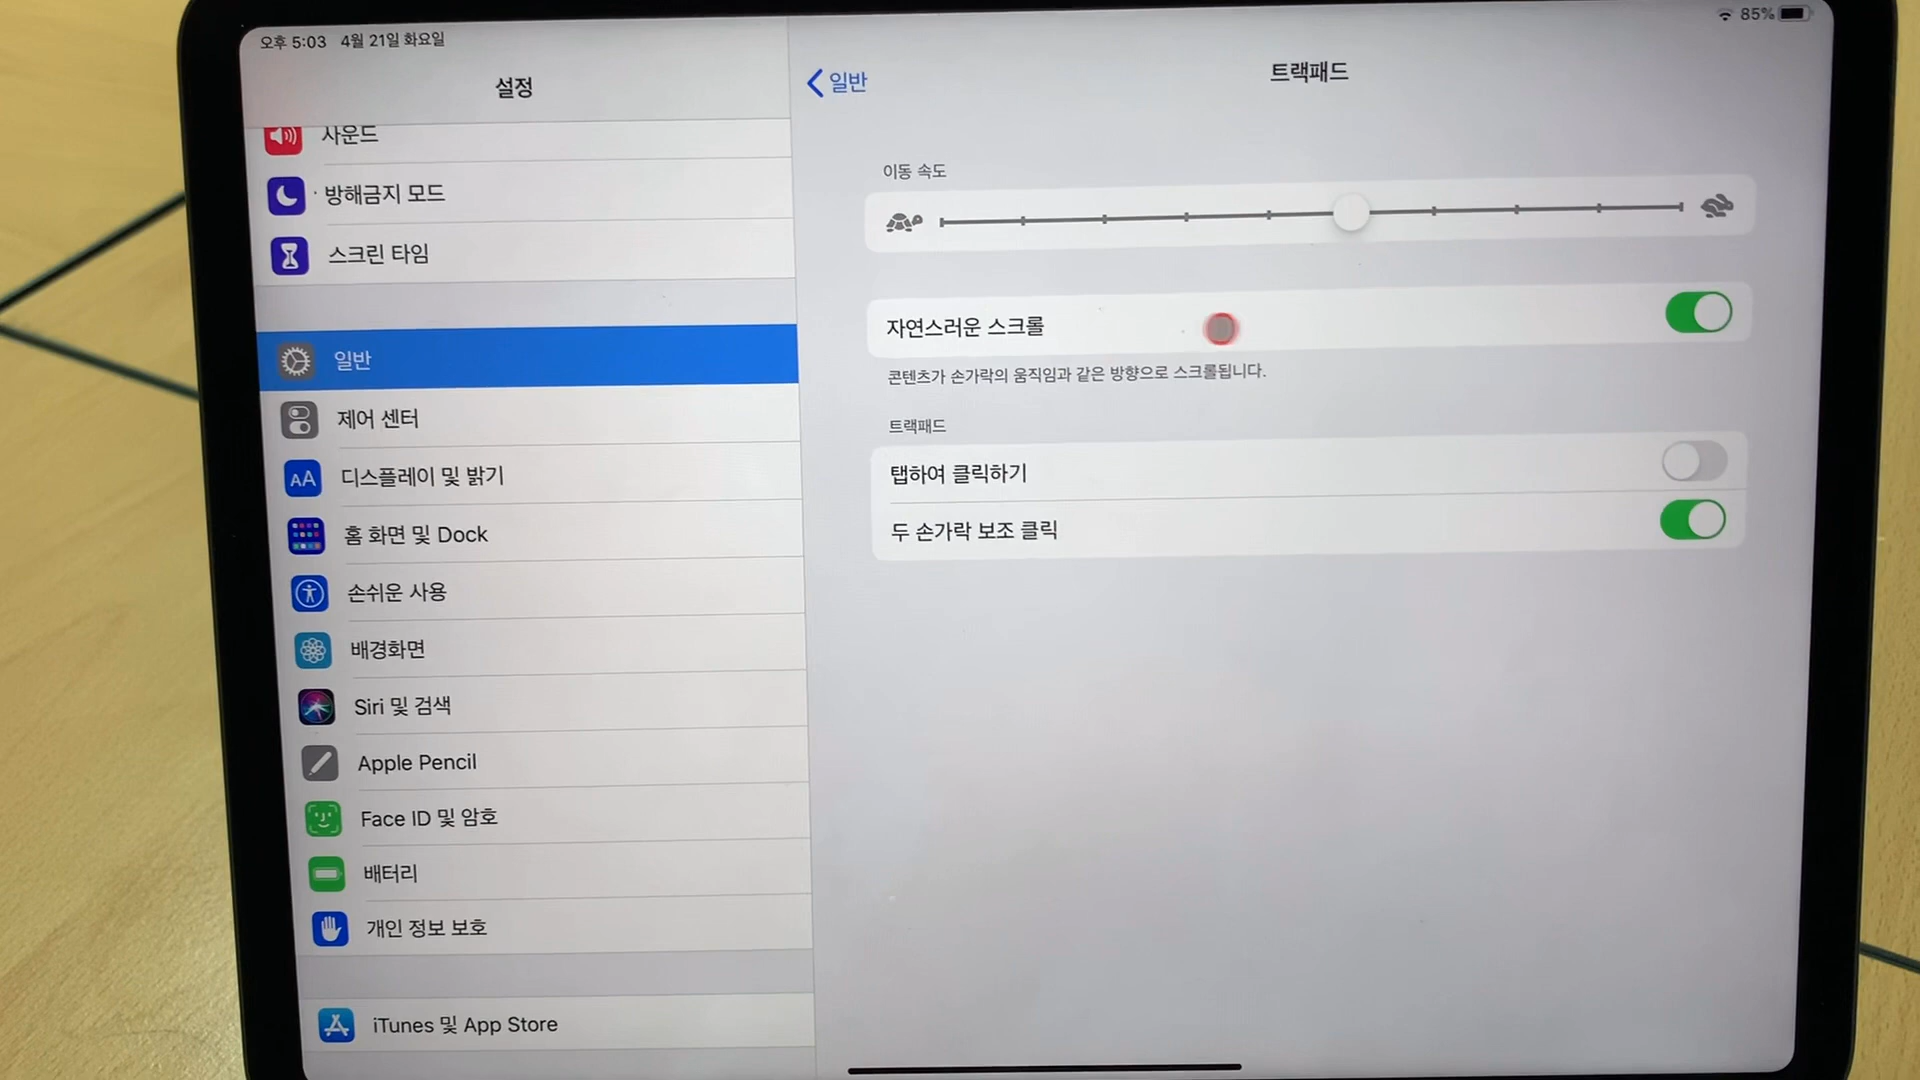 오후 5:03 4월 21일 화요일
85%
설정
사운드
방해금지 모드
스크린 타임
일반
제어 센터
AA 디스플레이 및 밝기
홈 화면 및 Dock
손쉬운 사용
배경화면
Siri 및 검색
Apple Pencil
Face ID 및 암호
배터리
개인 정보 보호
iTunes 및 App Store
일반
트랙패드
이동 속도
자연스러운 스크롤
콘텐츠가 손가락의 움직임과 같은 방향으로 스크롤됩니다.
트랙패드
탭하여 클릭하기
두 손가락 보조 클릭